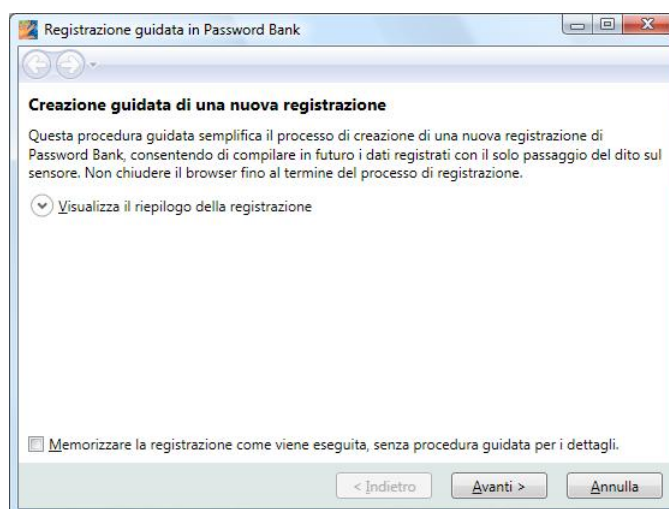 Registrazione guidata in Password Bank
Creazione guidata di una nuova registrazione
Questa procedura guidata semplifica il processo di creazione di una nuova registrazione di
Password Bank, consentendo di compilare in futuro i dati registrati con il solo passaggio del dito sul
sensore. Non chiudere il browser fino al termine del processo di registrazione.
Visualizza il riepilogo della registrazione
Memorizzare la registrazione come viene eseguita, senza procedura guidata per i dettagli.
< Indietro Avanti > Annulla